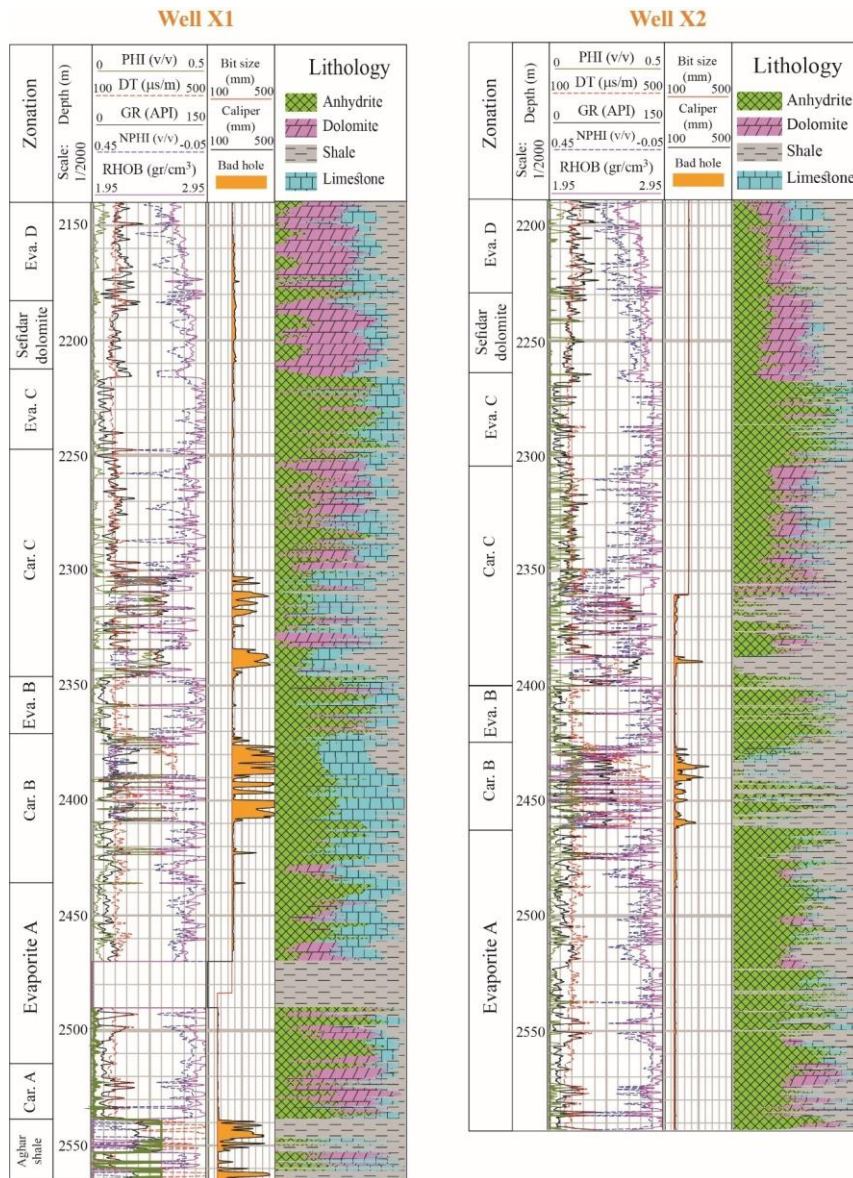 Well X1
Zonation
Depth (m)
Scale: 1/2000
0 PHI (v/v) 0.5
100 DT (μs/m) 500
0 GR (API) 150
0.45 NPHI (v/v) -0.05
RHOB (gr/cm³)
1.95 2.95
Bit size
(mm)
100 500
Caliper
(mm)
100 500
Bad hole
Lithology
Anhydrite
Dolomite
Shale
Limestone
Eva. D
Sefidar dolomite
Eva. C
Car. C
Eva. B
Car. B
Evaporite A
Car. A
Aghar shale
2150
2200
2250
2300
2350
2400
2450
2500
2550
Well X2
Zonation
Depth (m)
Scale: 1/2000
0 PHI (v/v) 0.5
100 DT (μs/m) 500
0 GR (API) 150
0.45 NPHI (v/v) -0.05
RHOB (gr/cm³)
1.95 2.95
Bit size
(mm)
100 500
Caliper
(mm)
100 500
Bad hole
Lithology
Anhydrite
Dolomite
Shale
Limestone
Eva. D
Sefidar dolomite
Eva. C
Car. C
Eva. B
Car. B
Evaporite A
2200
2250
2300
2350
2400
2450
2500
2550